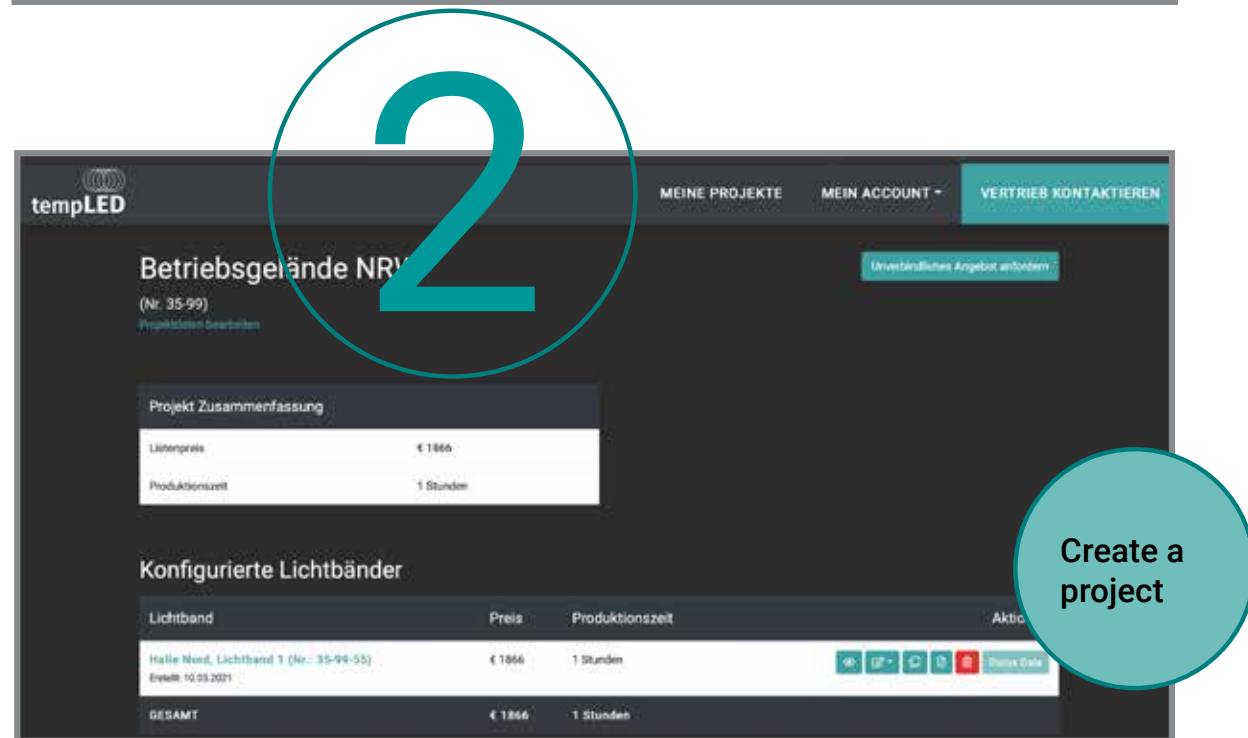 2
tempLED
MEINE PROJEKTE
MEIN ACCOUNT
VERTRIEB KONTAKTIEREN
Betriebsgelände NRW
Unverbindliches Angebot anfordern
(Nr. 35-99)
Projektdaten bearbeiten
Projekt Zusammenfassung
Listenpreis € 1866
Produktionszeit 1 Stunden
Create a
project
Konfigurierte Lichtbänder
Lichtband Preis Produktionszeit Aktio
Halle Nord, Lichtband 1 (Nr.: 35-99-55) € 1866 1 Stunden
Erstellt: 10.03.2021
GESAMT € 1866 1 Stunden